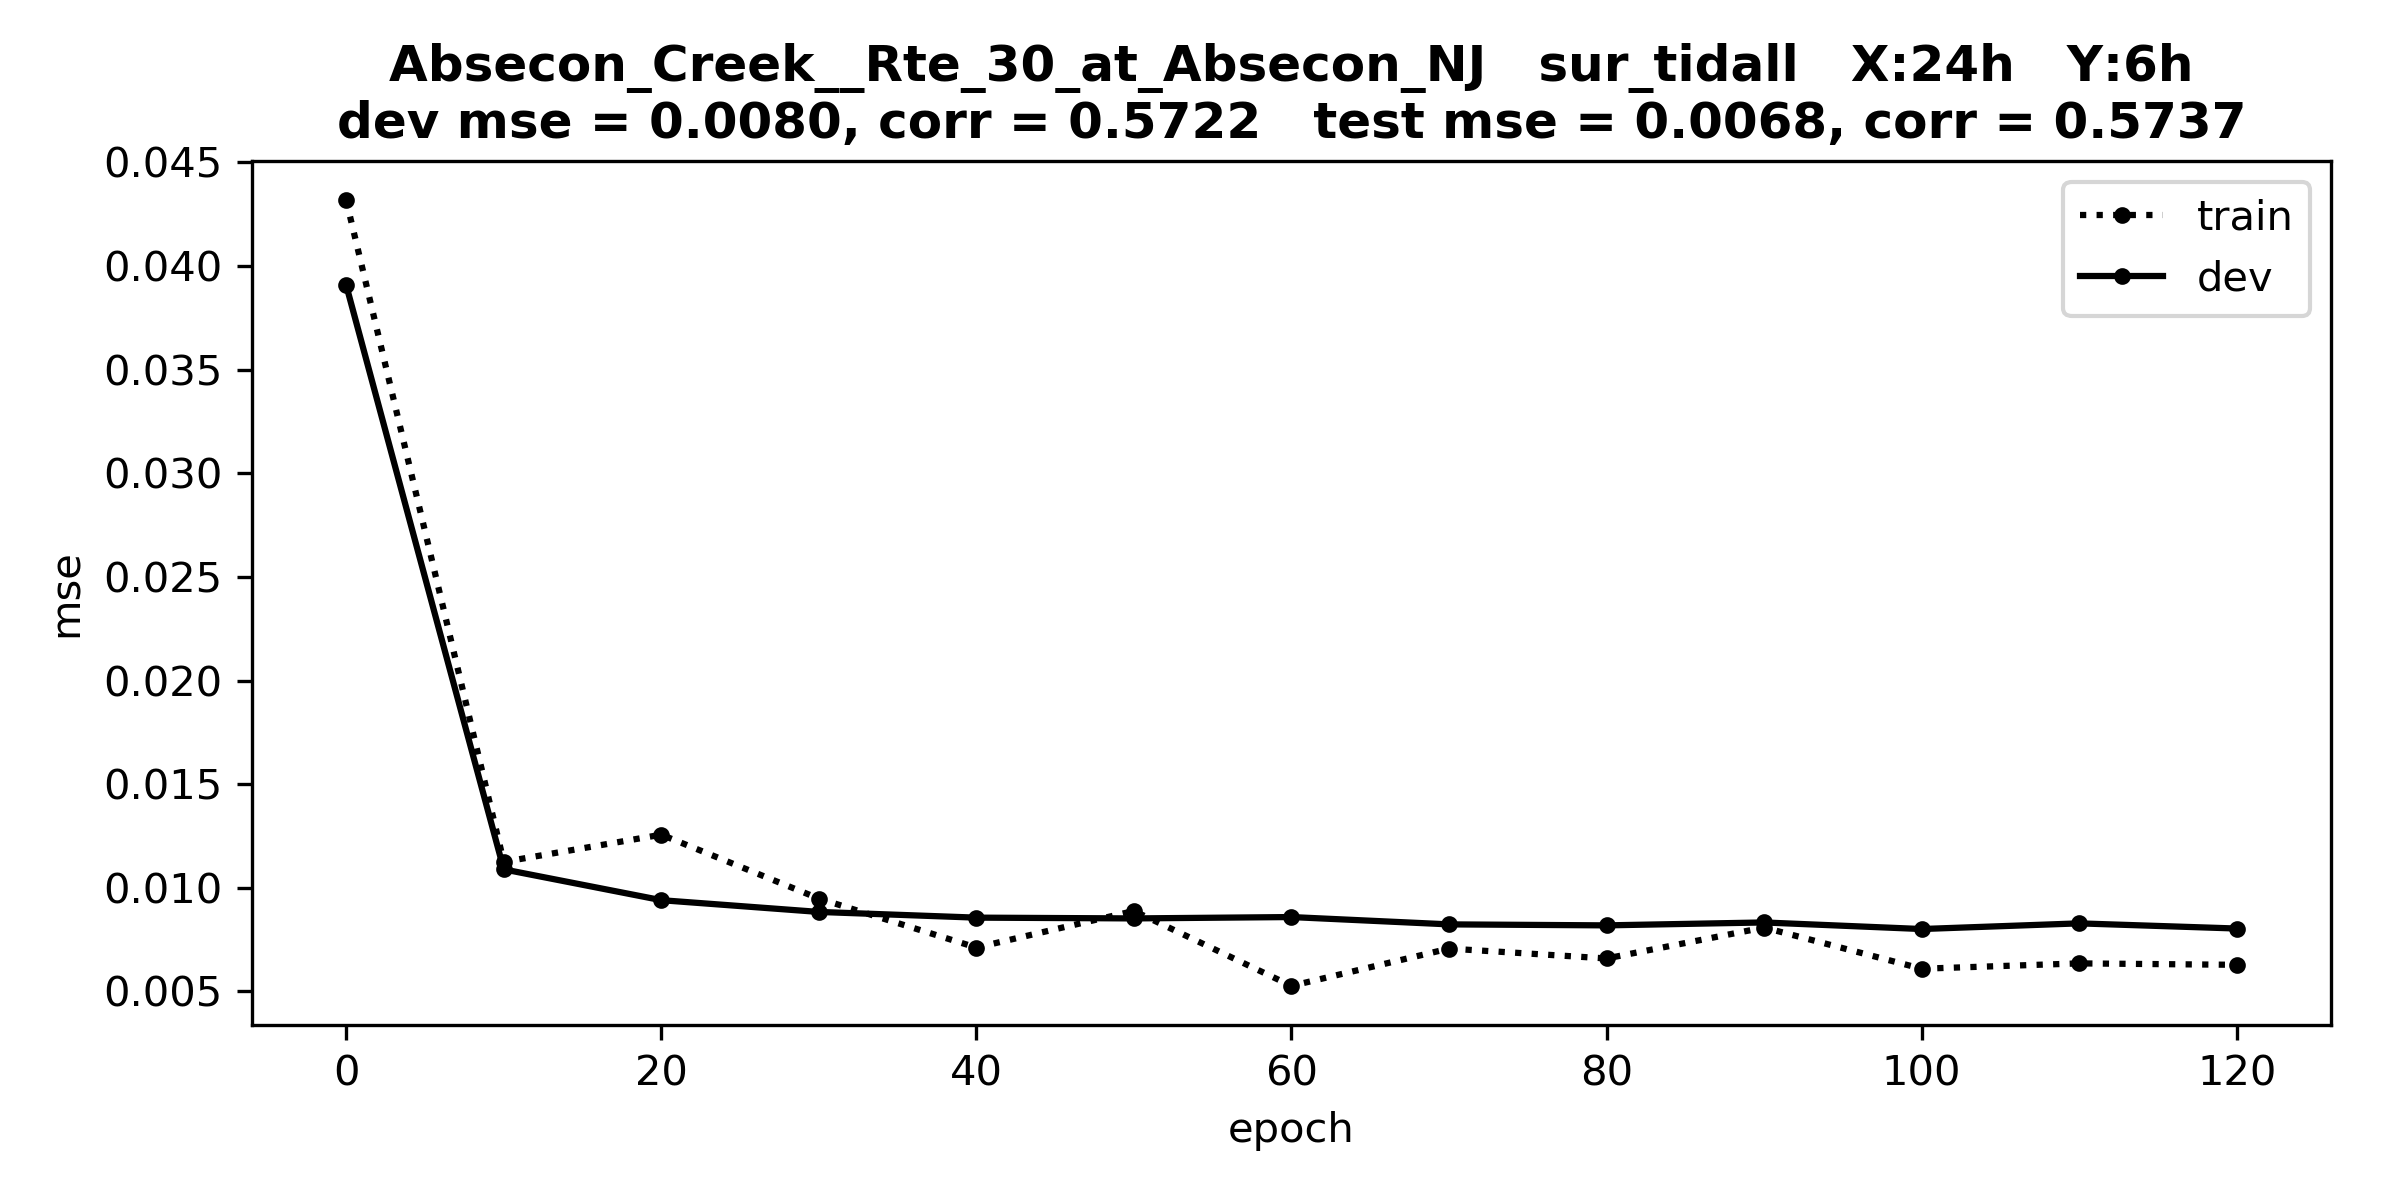 Absecon_Creek__Rte_30_at_Absecon_NJ   sur_tidall   X:24h   Y:6h
dev mse = 0.0080, corr = 0.5722   test mse = 0.0068, corr = 0.5737
0.045
0.040
0.035
0.030
0.025
0.020
0.015
0.010
0.005
mse
train
dev
0 20 40 60 80 100 120
epoch